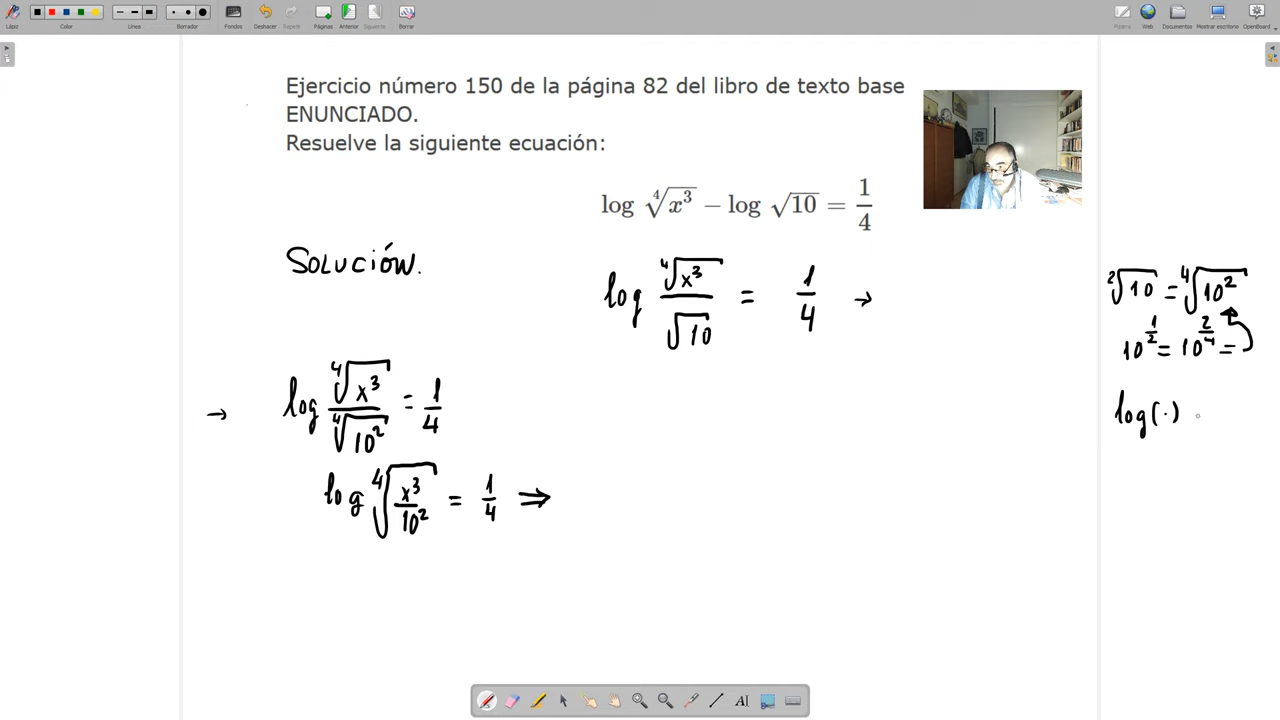 Lápiz Color Línea Borrador Fondos Deshacer Repetir Páginas Anterior Siguiente Borrar Pizarra Web Documentos Mostrar escritorio OpenBoard
Ejercicio número 150 de la página 82 del libro de texto base
ENUNCIADO.
Resuelve la siguiente ecuación:
log ∜x³ − log √10 = 1/4
SOLUCIÓN.
log ∜x³/√10 = 1/4 →
→ log ∜x³/∜10² = 1/4
log ∜(x³/10²) = 1/4 ⇒
²√10 = ∜10²
10^(1/2) = 10^(2/4) =
log(·)